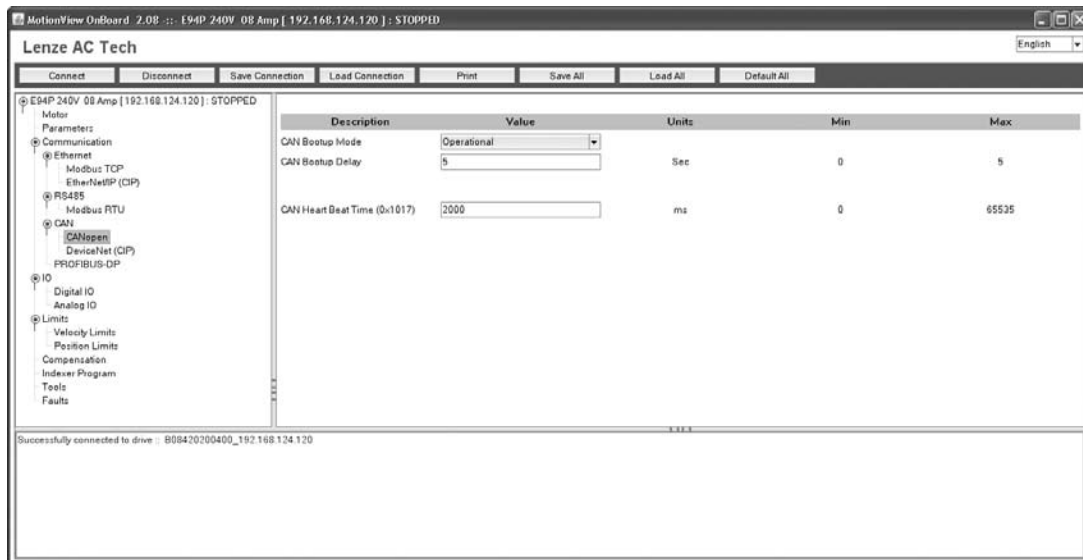 MotionView OnBoard 2.08 -::- E94P 240V 08 Amp [ 192.168.124.120 ] : STOPPED
Lenze AC Tech
English
Connect Disconnect Save Connection Load Connection Print Save All Load All Default All
E94P 240V 08 Amp [ 192.168.124.120 ] : STOPPED
Motor
Parameters
Communication
Ethernet
Modbus TCP
EtherNet/IP (CIP)
RS485
Modbus RTU
CAN
CANopen
DeviceNet (CIP)
PROFIBUS-DP
IO
Digital IO
Analog IO
Limits
Velocity Limits
Position Limits
Compensation
Indexer Program
Tools
Faults
Description Value Units Min Max
CAN Bootup Mode Operational
CAN Bootup Delay 5 Sec 0 5
CAN Heart Beat Time (0x1017) 2000 ms 0 65535
Successfully connected to drive :: B08420200400_192.168.124.120